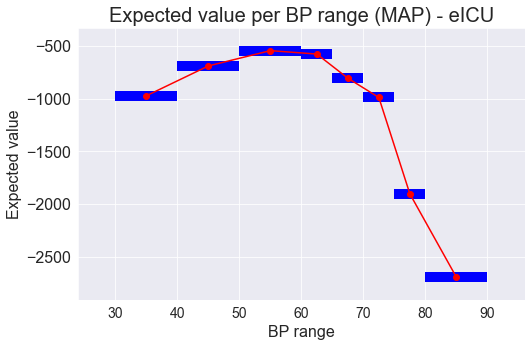 Expected value per BP range (MAP) - eICU
−500
−1000
−1500
−2000
−2500
Expected value
30 40 50 60 70 80 90
BP range